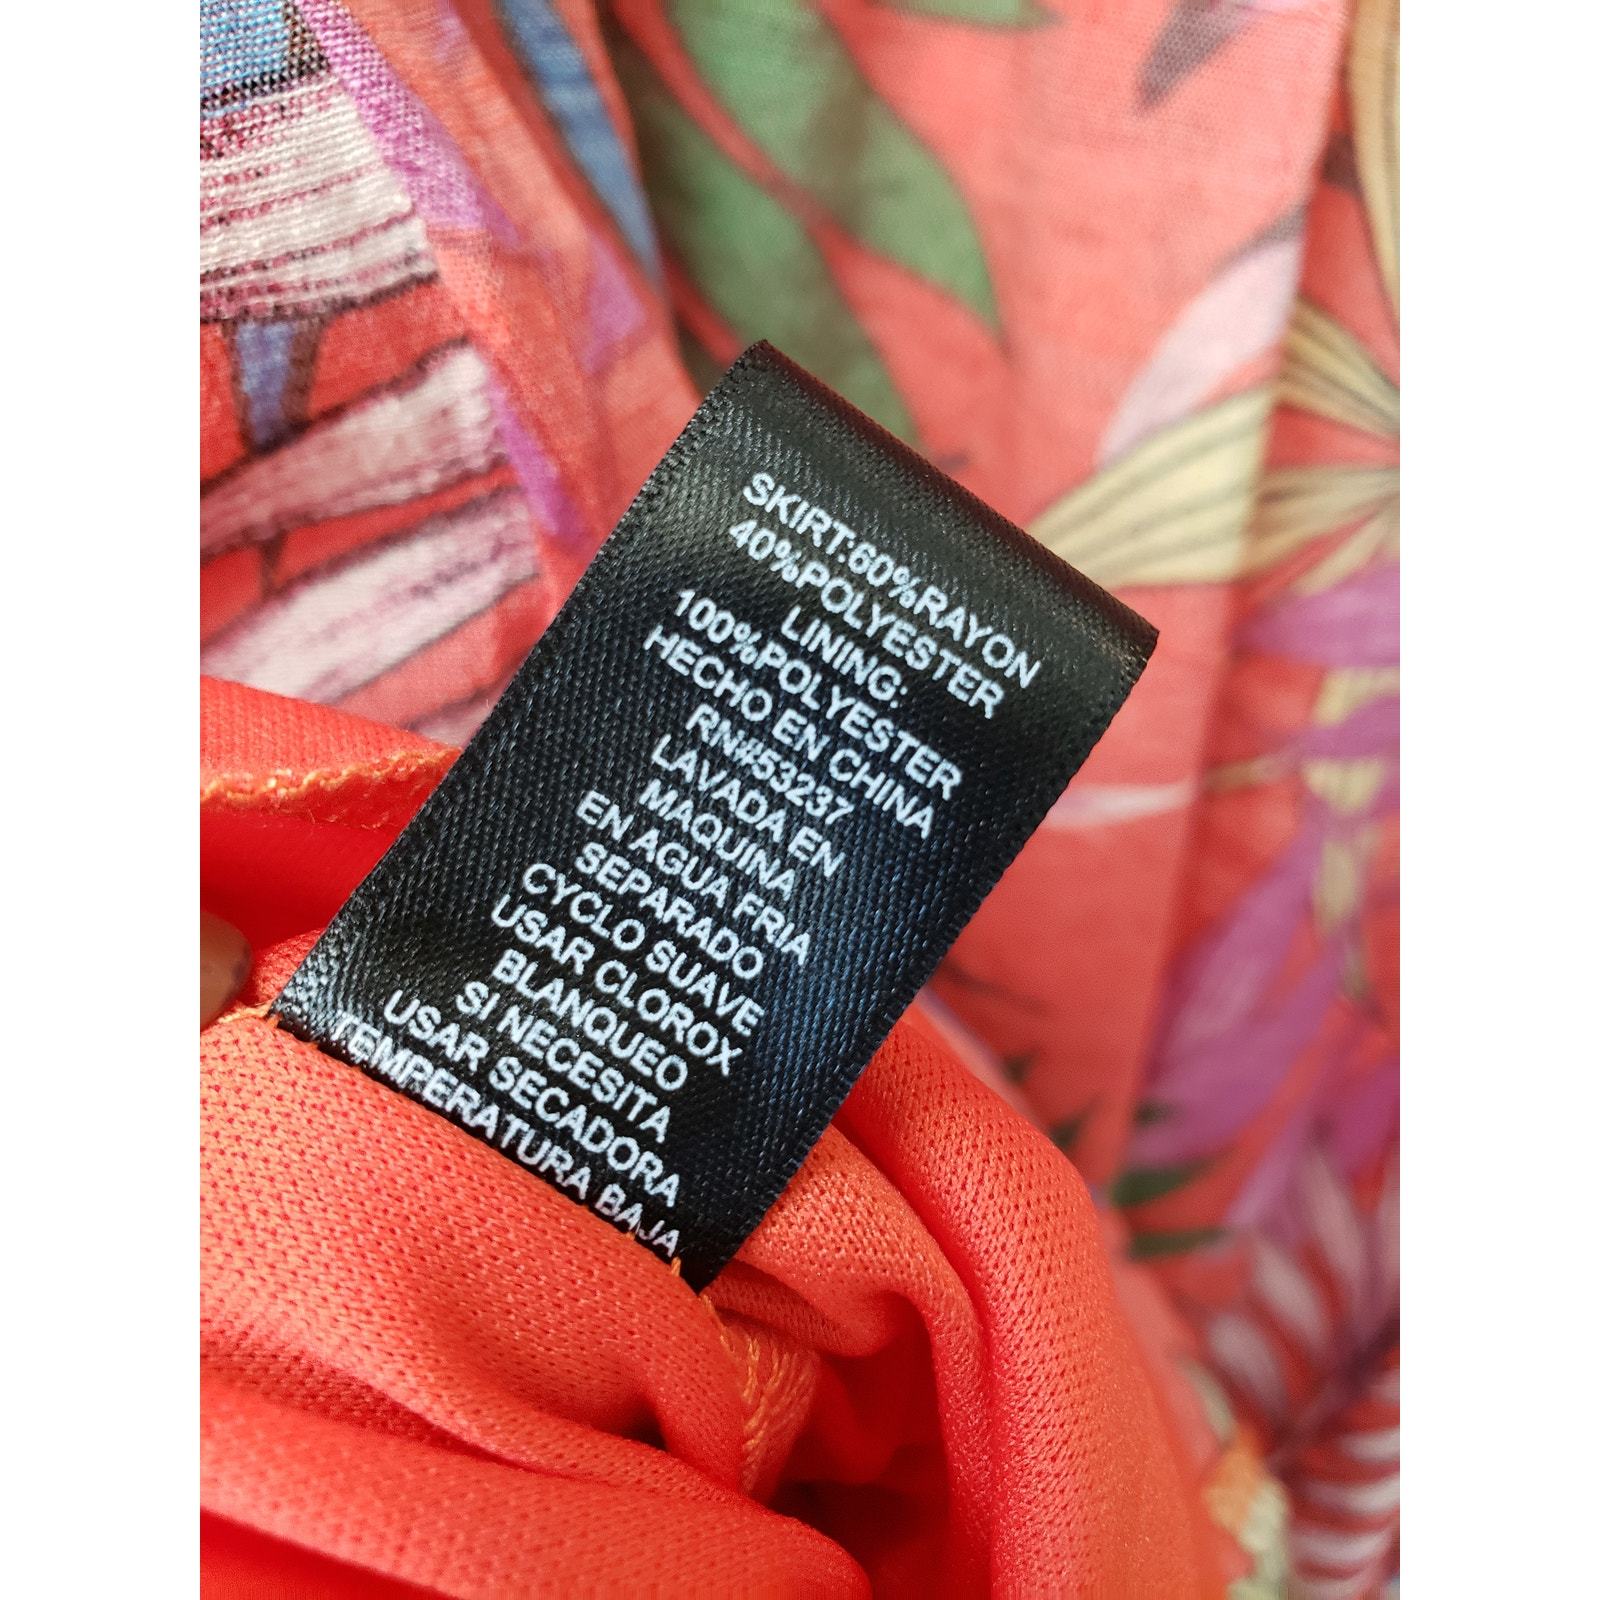 SKIRT:60%RAYON
40%POLYESTER
LINING:
100%POLYESTER
HECHO EN CHINA
RN#53237
LAVADA EN
MAQUINA
EN AGUA FRIA
SEPARADO
CYCLO SUAVE
USAR CLOROX
BLANQUEO
SI NECESITA
USAR SECADORA
TEMPERATURA BAJA